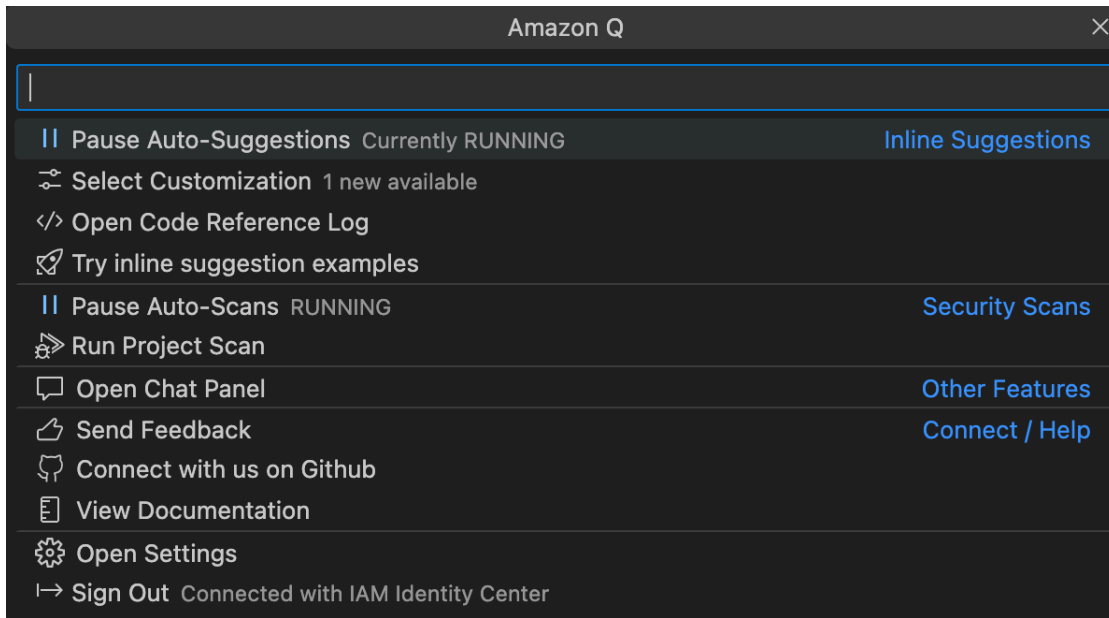 Amazon Q
Pause Auto-Suggestions Currently RUNNING Inline Suggestions
Select Customization 1 new available
Open Code Reference Log
Try inline suggestion examples
Pause Auto-Scans RUNNING Security Scans
Run Project Scan
Open Chat Panel Other Features
Send Feedback Connect / Help
Connect with us on Github
View Documentation
Open Settings
Sign Out Connected with IAM Identity Center